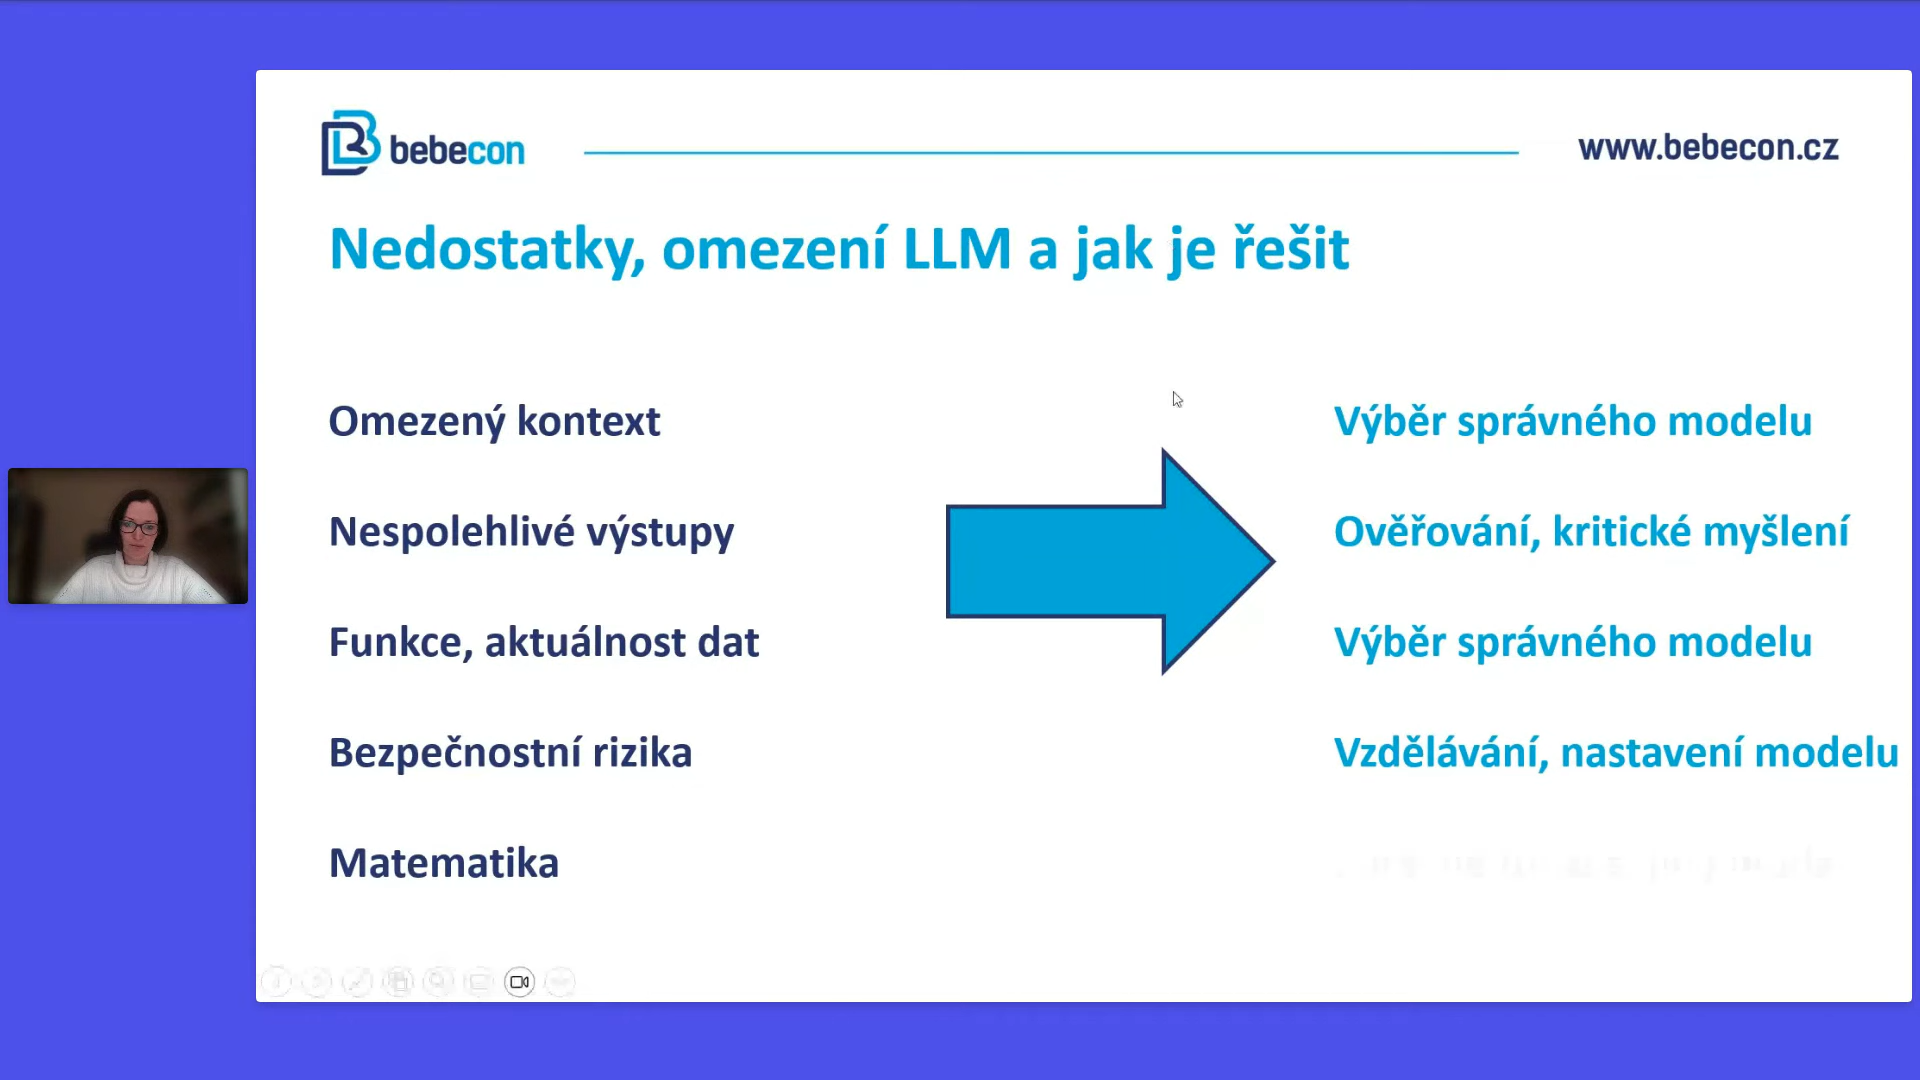 bebecon
www.bebecon.cz
Nedostatky, omezení LLM a jak je řešit
Omezený kontext
Výběr správného modelu
Nespolehlivé výstupy
Ověřování, kritické myšlení
Funkce, aktuálnost dat
Výběr správného modelu
Bezpečnostní rizika
Vzdělávání, nastavení modelu
Matematika